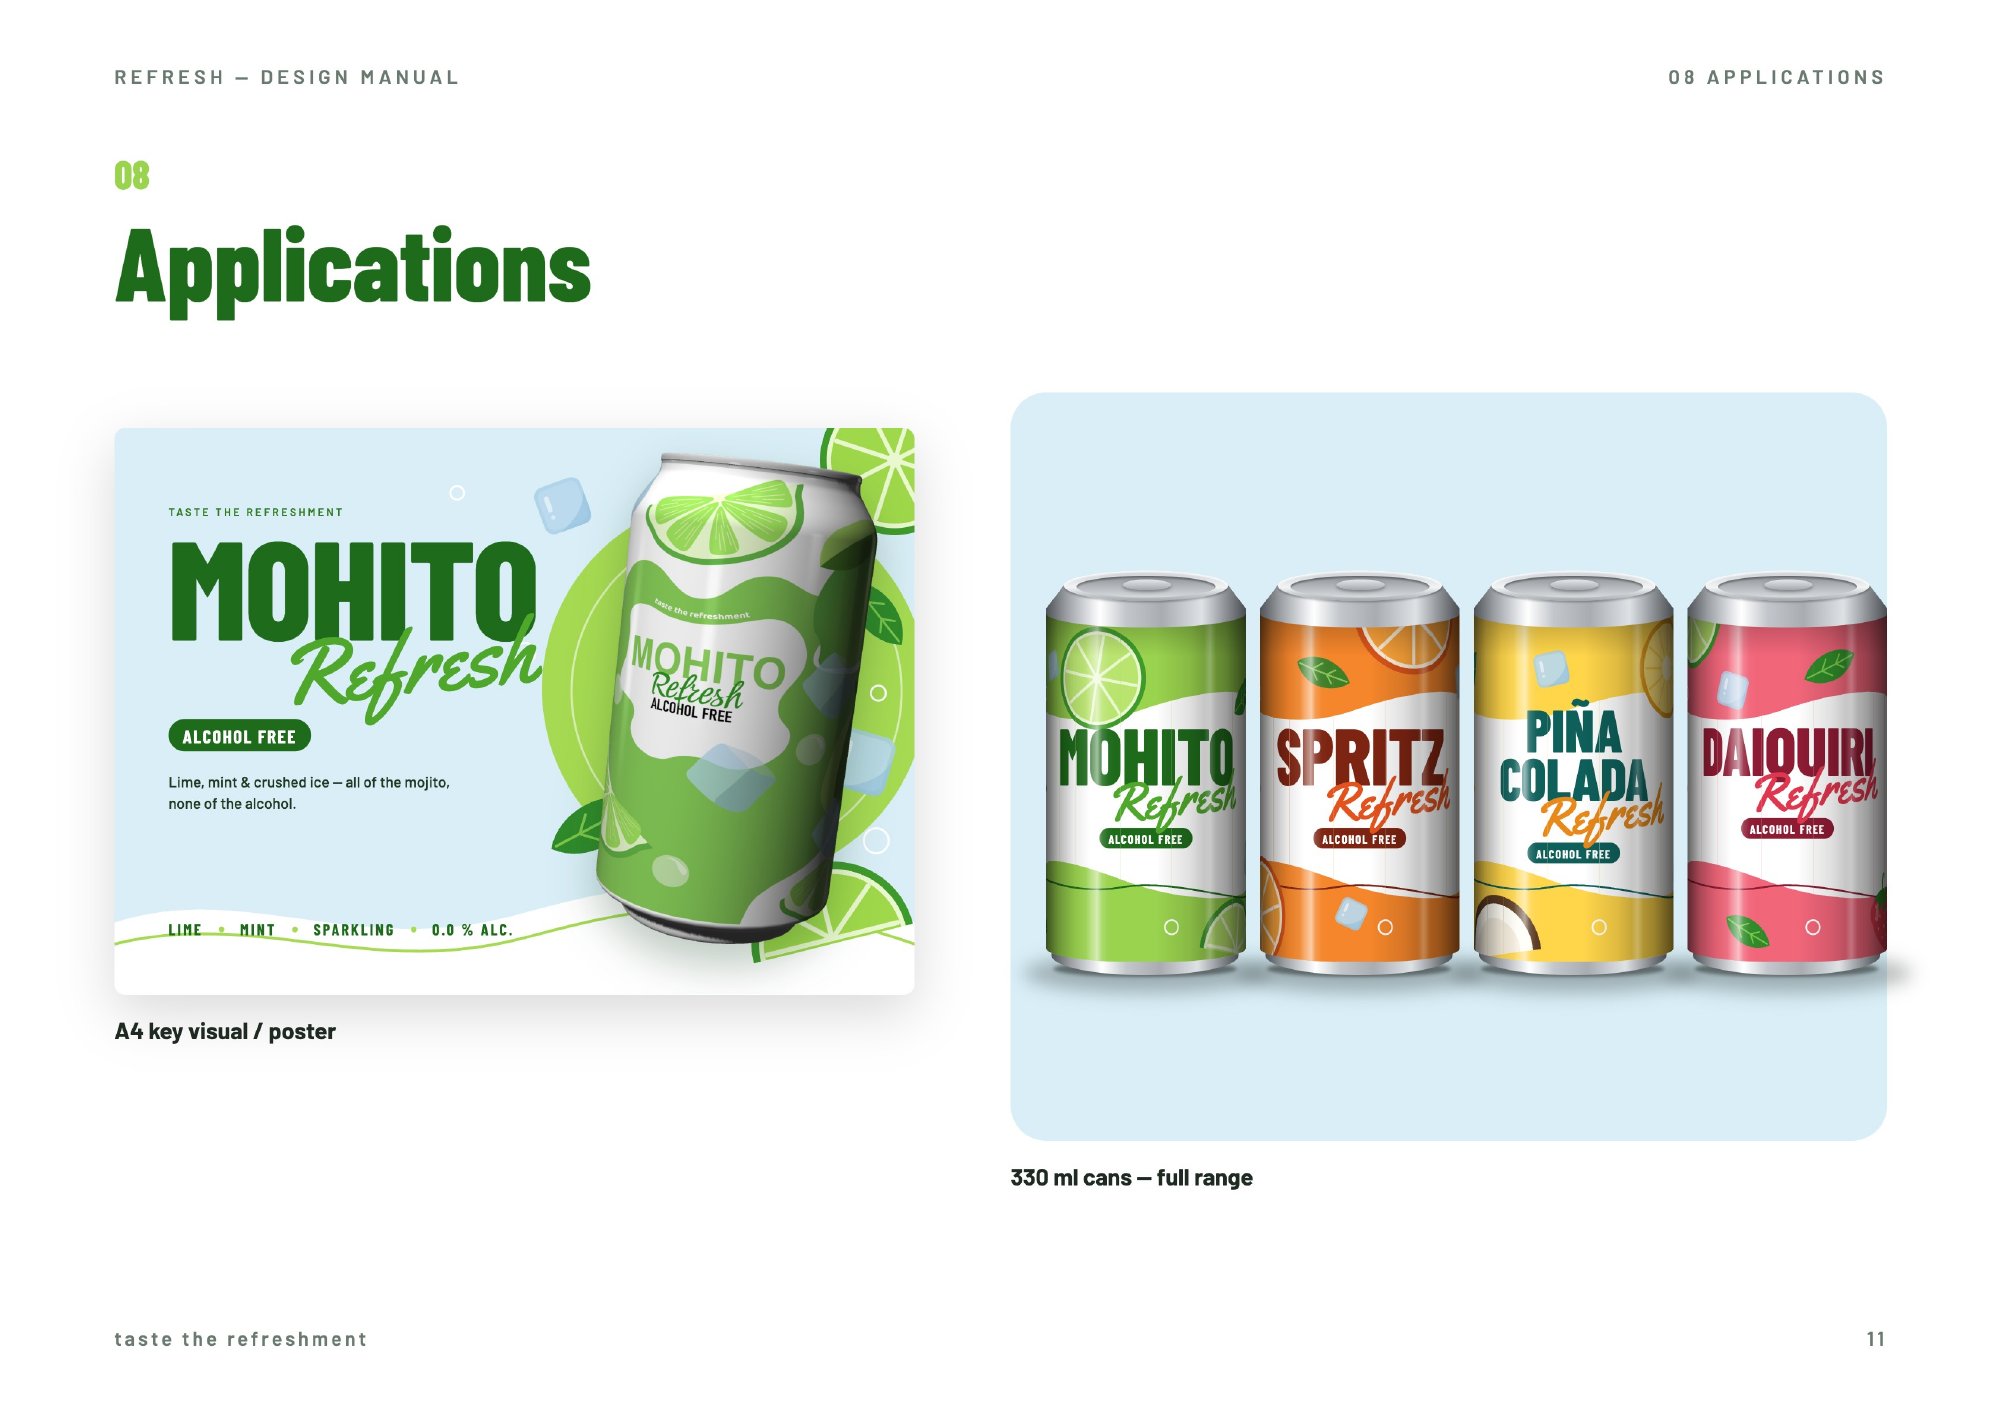 REFRESH — DESIGN MANUAL
08 APPLICATIONS
08
Applications
TASTE THE REFRESHMENT
MOHITO
Refresh
ALCOHOL FREE
Lime, mint & crushed ice — all of the mojito,
none of the alcohol.
LIME • MINT • SPARKLING • 0.0 % ALC.
taste the refreshment
MOHITO
Refresh
ALCOHOL FREE
A4 key visual / poster
MOHITO
Refresh
ALCOHOL FREE
SPRITZ
Refresh
ALCOHOL FREE
PIÑA
COLADA
Refresh
ALCOHOL FREE
DAIQUIRI
Refresh
ALCOHOL FREE
330 ml cans — full range
taste the refreshment
11